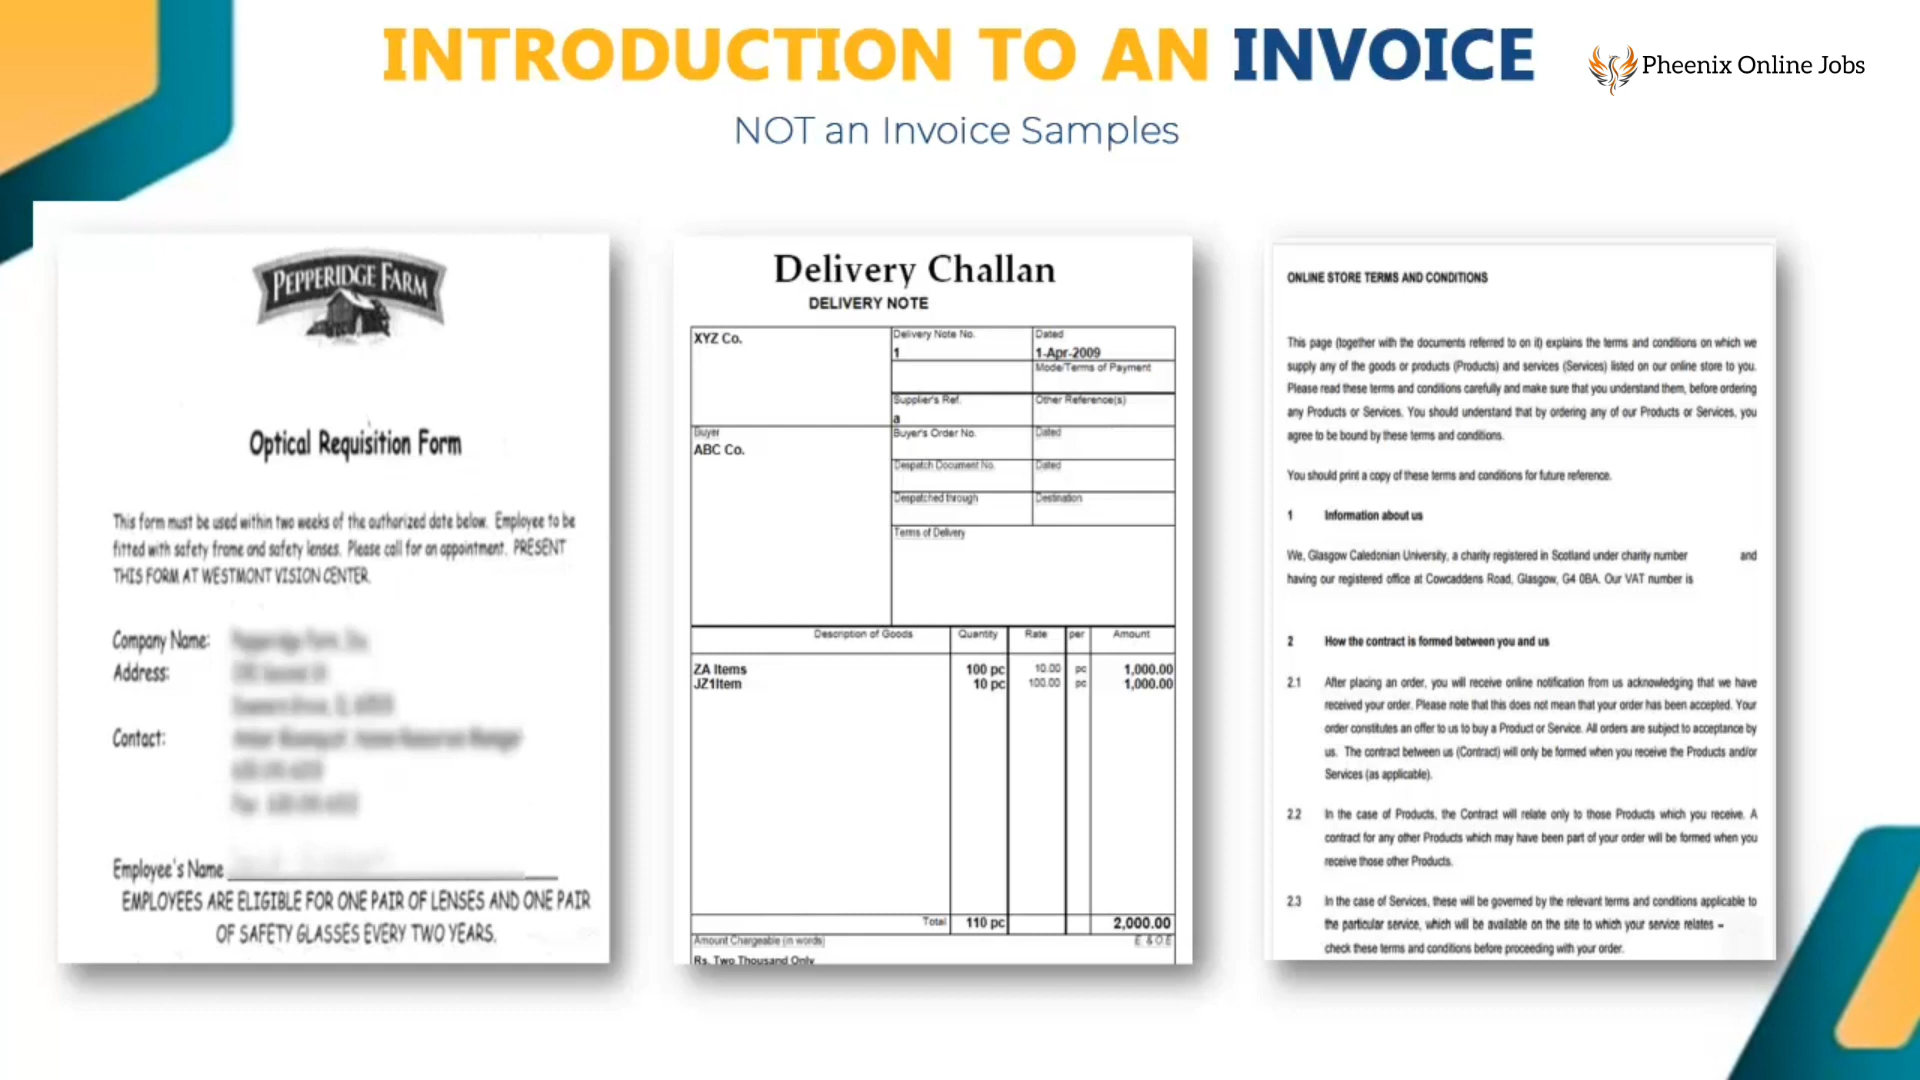 INTRODUCTION TO AN INVOICE
Pheenix Online Jobs
NOT an Invoice Samples
PEPPERIDGE FARM
Optical Requisition Form
This form must be used within two weeks of the authorized date below. Employee to be
fitted with safety frame and safety lenses. Please call for an appointment. PRESENT
THIS FORM AT WESTMONT VISION CENTER.
Company Name:
Address:
Contact:
Employee's Name
EMPLOYEES ARE ELIGIBLE FOR ONE PAIR OF LENSES AND ONE PAIR
OF SAFETY GLASSES EVERY TWO YEARS.
Delivery Challan
DELIVERY NOTE
XYZ Co.
Delivery Note No. Dated
1 1-Apr-2009
Mode/Terms of Payment
Supplier's Ref. Other Reference(s)
a
Buyer
ABC Co.
Buyer's Order No. Dated
Despatch Document No. Dated
Despatched through Destination
Terms of Delivery
Description of Goods Quantity Rate per Amount
ZA Items 100 pc 10.00 pc 1,000.00
JZ1Item 10 pc 100.00 pc 1,000.00
Total 110 pc 2,000.00
Amount Chargeable (in words) E. & O.E
Rs. Two Thousand Only
ONLINE STORE TERMS AND CONDITIONS
This page (together with the documents referred to on it) explains the terms and conditions on which we
supply any of the goods or products (Products) and services (Services) listed on our online store to you.
Please read these terms and conditions carefully and make sure that you understand them, before ordering
any Products or Services. You should understand that by ordering any of our Products or Services, you
agree to be bound by these terms and conditions.
You should print a copy of these terms and conditions for future reference.
1 Information about us
We, Glasgow Caledonian University, a charity registered in Scotland under charity number and
having our registered office at Cowcaddens Road, Glasgow, G4 0BA. Our VAT number is
2 How the contract is formed between you and us
2.1 After placing an order, you will receive online notification from us acknowledging that we have
received your order. Please note that this does not mean that your order has been accepted. Your
order constitutes an offer to us to buy a Product or Service. All orders are subject to acceptance by
us. The contract between us (Contract) will only be formed when you receive the Products and/or
Services (as applicable).
2.2 In the case of Products, the Contract will relate only to those Products which you receive. A
contract for any other Products which may have been part of your order will be formed when you
receive those other Products.
2.3 In the case of Services, these will be governed by the relevant terms and conditions applicable to
the particular service, which will be available on the site to which your service relates –
check these terms and conditions before proceeding with your order.